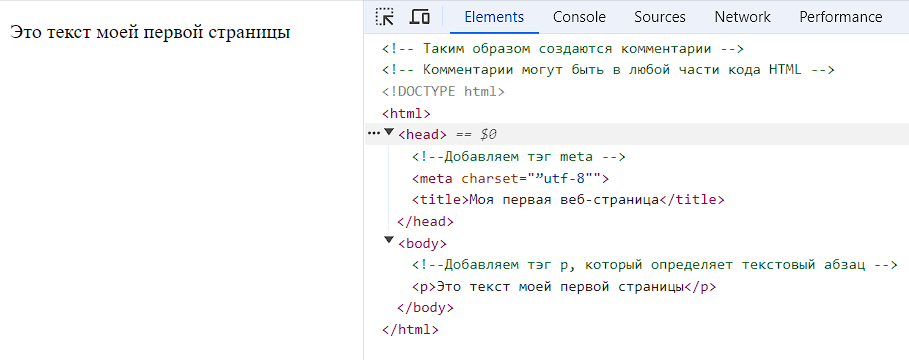 Это текст моей первой страницы
Elements Console Sources Network Performance
<!-- Таким образом создаются комментарии -->
<!-- Комментарии могут быть в любой части кода HTML -->
<!DOCTYPE html>
<html>
<head> == $0
<!--Добавляем тэг meta -->
<meta charset="”utf-8"">
<title>Моя первая веб-страница</title>
</head>
<body>
<!--Добавляем тэг p, который определяет текстовый абзац -->
<p>Это текст моей первой страницы</p>
</body>
</html>